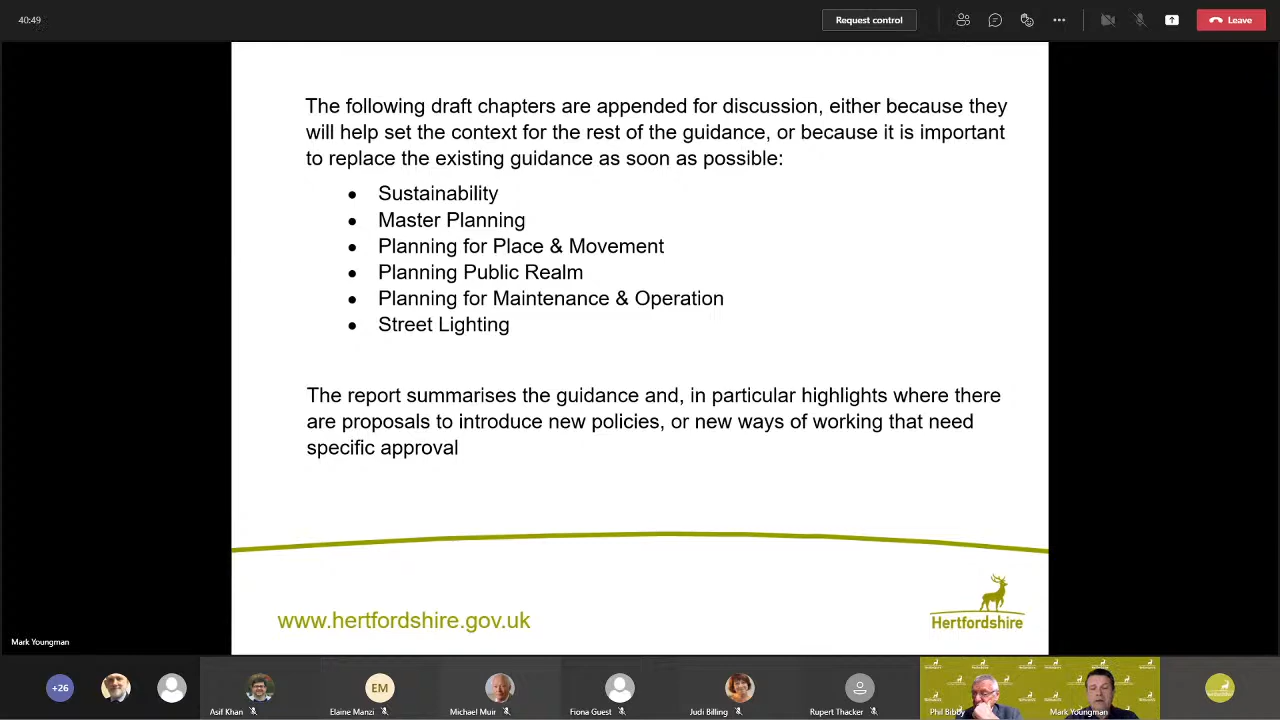 40:49
Request control
Leave
The following draft chapters are appended for discussion, either because they
will help set the context for the rest of the guidance, or because it is important
to replace the existing guidance as soon as possible:
• Sustainability
• Master Planning
• Planning for Place & Movement
• Planning Public Realm
• Planning for Maintenance & Operation
• Street Lighting
The report summarises the guidance and, in particular highlights where there
are proposals to introduce new policies, or new ways of working that need
specific approval
www.hertfordshire.gov.uk
Hertfordshire
Mark Youngman
+26
EM
Asif Khan
Elaine Manzi
Michael Muir
Fiona Guest
Judi Billing
Rupert Thacker
Phil Bibby
Mark Youngman